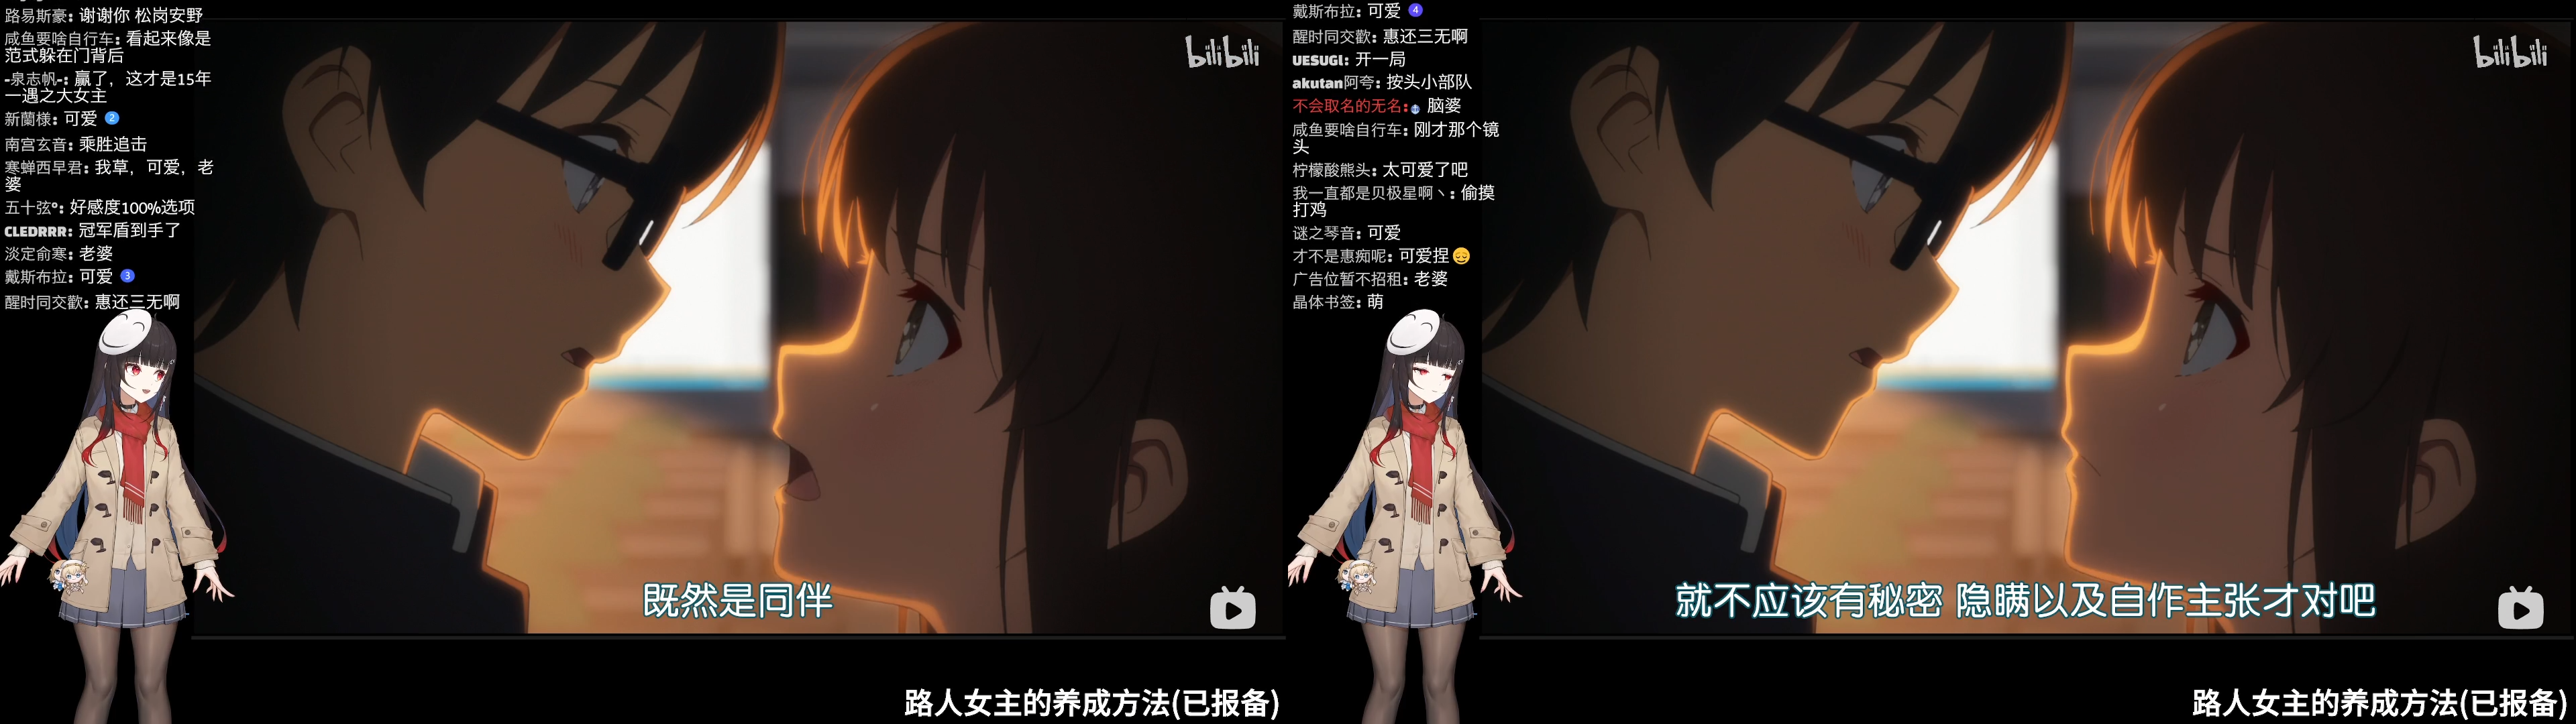 路易斯豪：谢谢你 松岗安野
咸鱼要啥自行车：看起来像是
范式躲在门背后
-泉志帆-：赢了，这才是15年
一遇之大女主
新蘭様：可爱 2
南宫玄音：乘胜追击
寒蝉西早君：我草，可爱，老
婆
五十弦°：好感度100%选项
CLEDRRR：冠军盾到手了
淡定俞寒：老婆
戴斯布拉：可爱 3
醒时同交歡：惠还三无啊
bilibili
既然是同伴
路人女主的养成方法(已报备)
戴斯布拉：可爱 4
醒时同交歡：惠还三无啊
UESUGI：开一局
akutan阿夸：按头小部队
不会取名的无名：脑婆
咸鱼要啥自行车：刚才那个镜
头
柠檬酸熊头：太可爱了吧
我一直都是贝极星啊丶：偷摸
打鸡
谜之琴音：可爱
才不是惠痴呢：可爱捏
广告位暂不招租：老婆
晶体书签：萌
bilibili
就不应该有秘密 隐瞒以及自作主张才对吧
路人女主的养成方法(已报备)